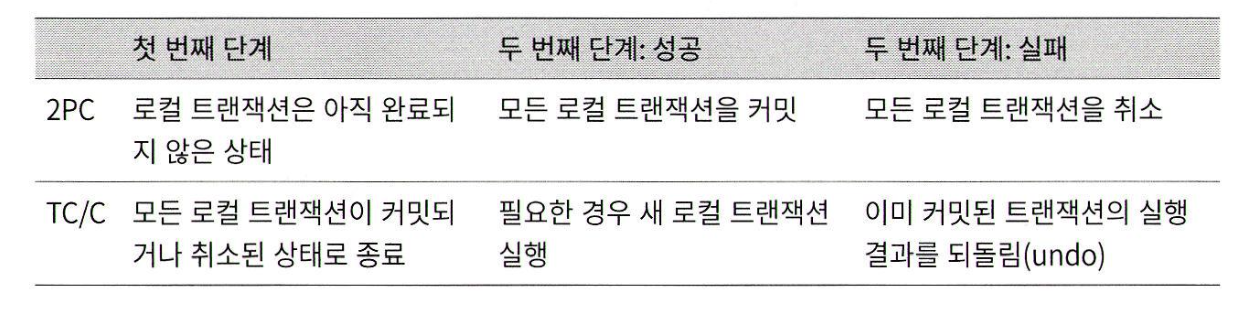 첫 번째 단계 두 번째 단계: 성공 두 번째 단계: 실패
2PC 로컬 트랜잭션은 아직 완료되 모든 로컬 트랜잭션을 커밋 모든 로컬 트랜잭션을 취소
지 않은 상태
TC/C 모든 로컬 트랜잭션이 커밋되 필요한 경우 새 로컬 트랜잭션 이미 커밋된 트랜잭션의 실행
거나 취소된 상태로 종료 실행 결과를 되돌림(undo)